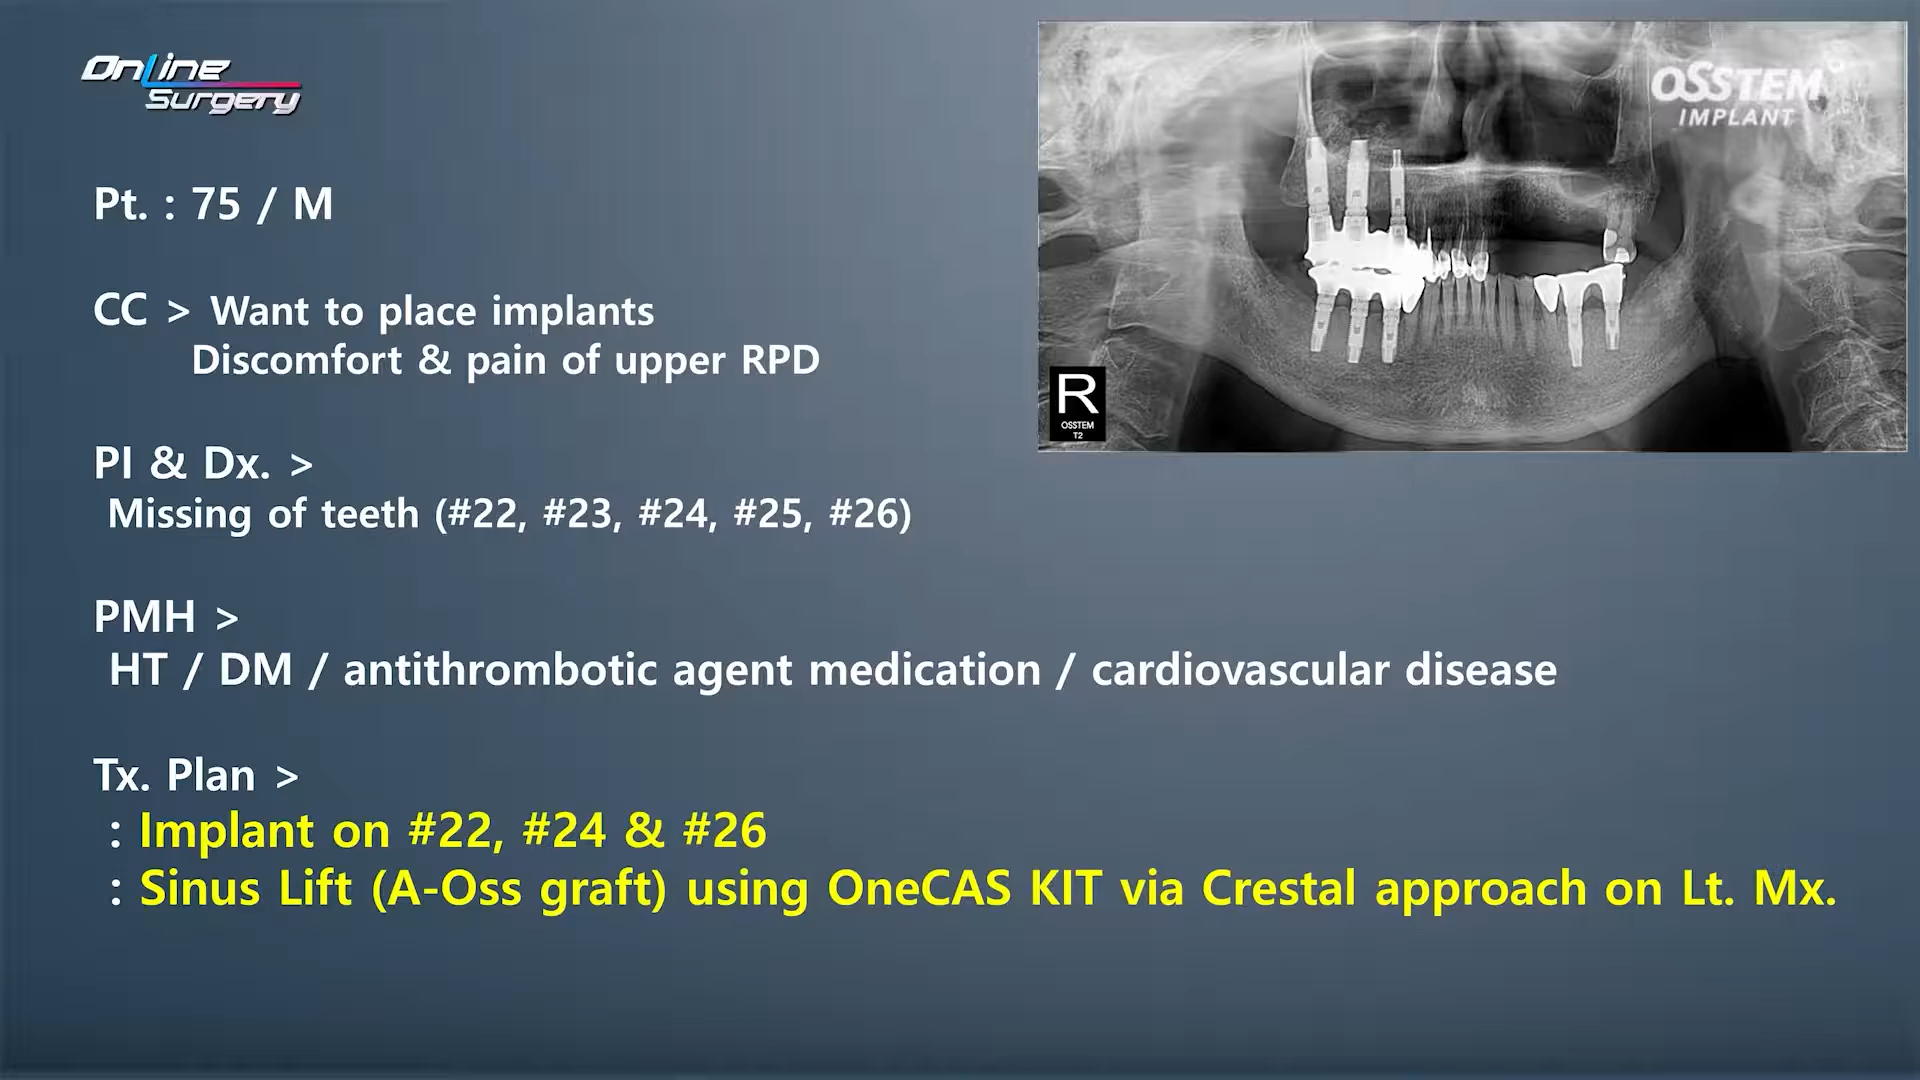 OnLine
Surgery
OSSTEM
IMPLANT
Pt. : 75 / M
CC > Want to place implants
Discomfort & pain of upper RPD
R
OSSTEM
T2
PI & Dx. >
Missing of teeth (#22, #23, #24, #25, #26)
PMH >
HT / DM / antithrombotic agent medication / cardiovascular disease
Tx. Plan >
: Implant on #22, #24 & #26
: Sinus Lift (A-Oss graft) using OneCAS KIT via Crestal approach on Lt. Mx.